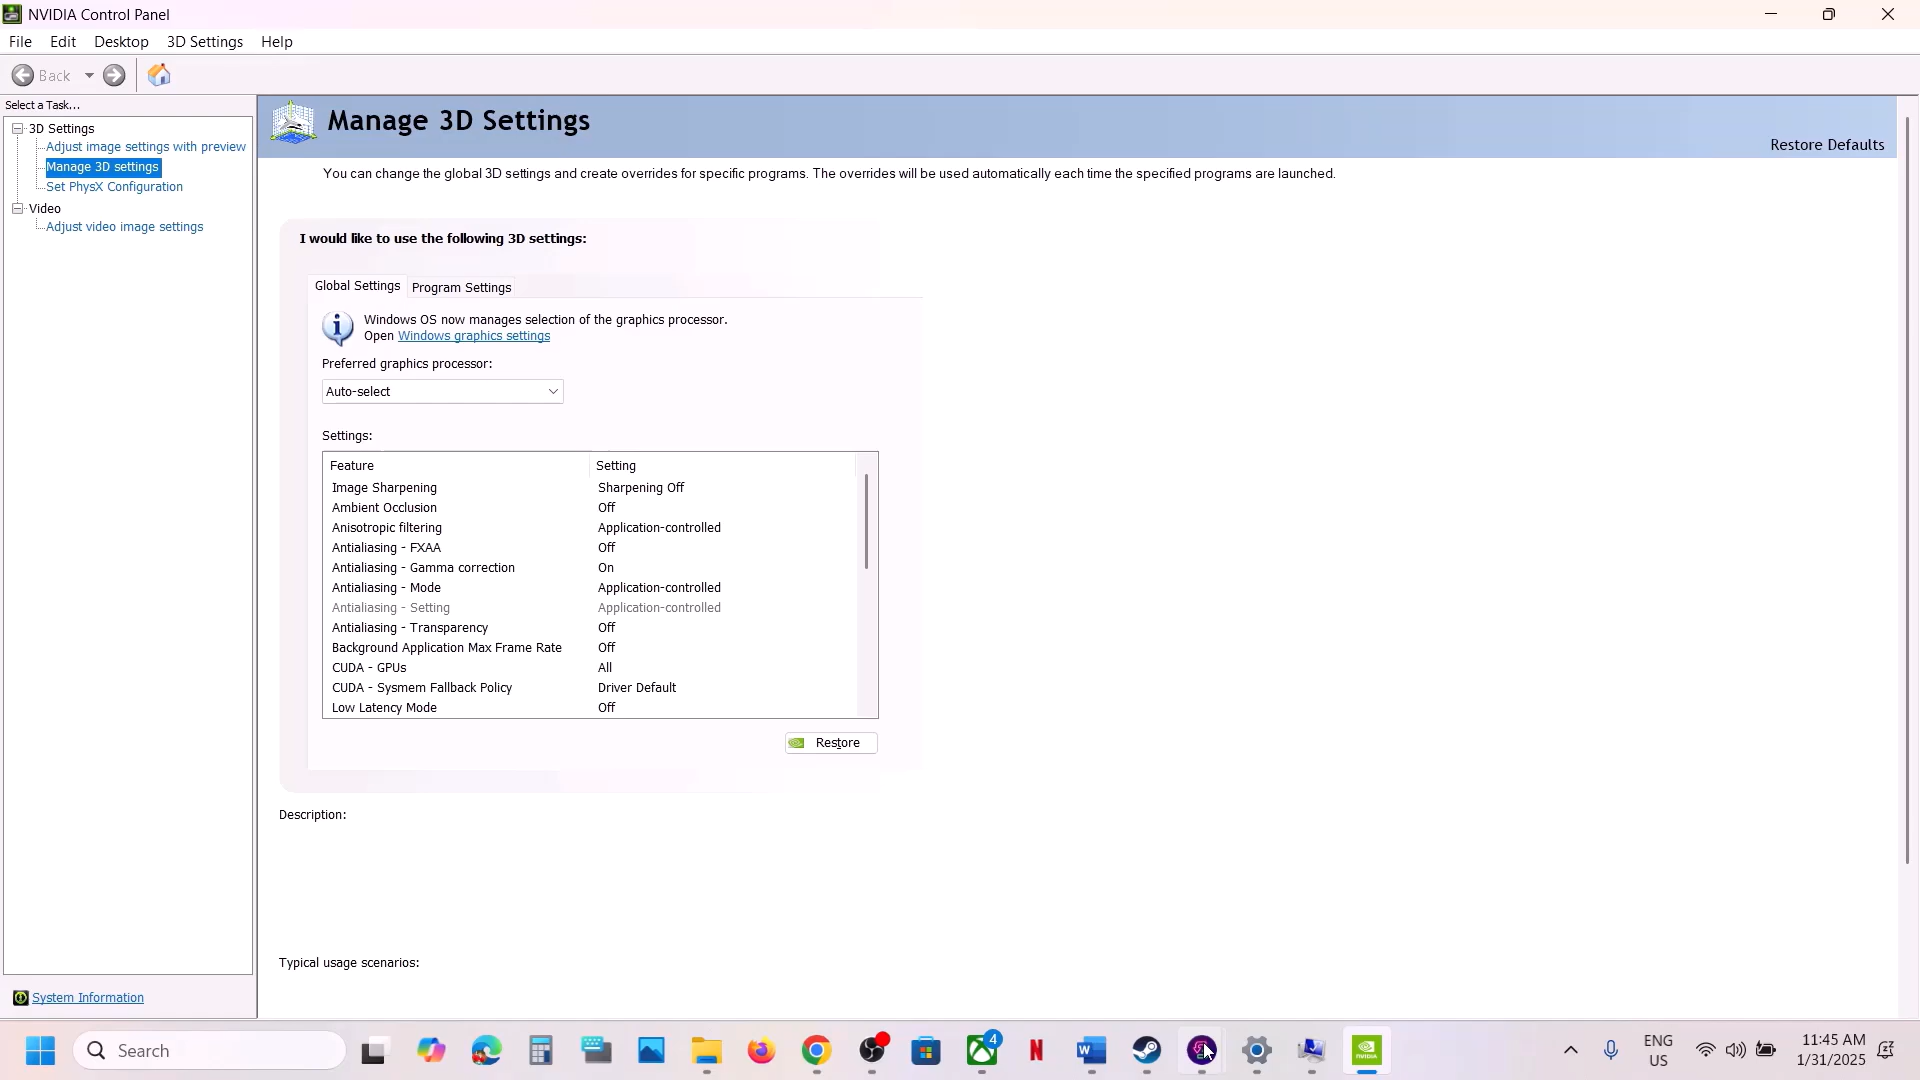 NVIDIA Control Panel
File Edit Desktop 3D Settings Help
Back
Select a Task...
3D Settings
Adjust image settings with preview
Manage 3D settings
Set PhysX Configuration
Video
Adjust video image settings
System Information
Manage 3D Settings
Restore Defaults
You can change the global 3D settings and create overrides for specific programs. The overrides will be used automatically each time the specified programs are launched.
I would like to use the following 3D settings:
Global Settings Program Settings
Windows OS now manages selection of the graphics processor.
Open Windows graphics settings
Preferred graphics processor:
Auto-select
Settings:
Feature Setting
Image Sharpening Sharpening Off
Ambient Occlusion Off
Anisotropic filtering Application-controlled
Antialiasing - FXAA Off
Antialiasing - Gamma correction On
Antialiasing - Mode Application-controlled
Antialiasing - Setting Application-controlled
Antialiasing - Transparency Off
Background Application Max Frame Rate Off
CUDA - GPUs All
CUDA - Sysmem Fallback Policy Driver Default
Low Latency Mode Off
Restore
Description:
Typical usage scenarios:
Search
4
N
W
NVIDIA
ENG
US
11:45 AM
1/31/2025